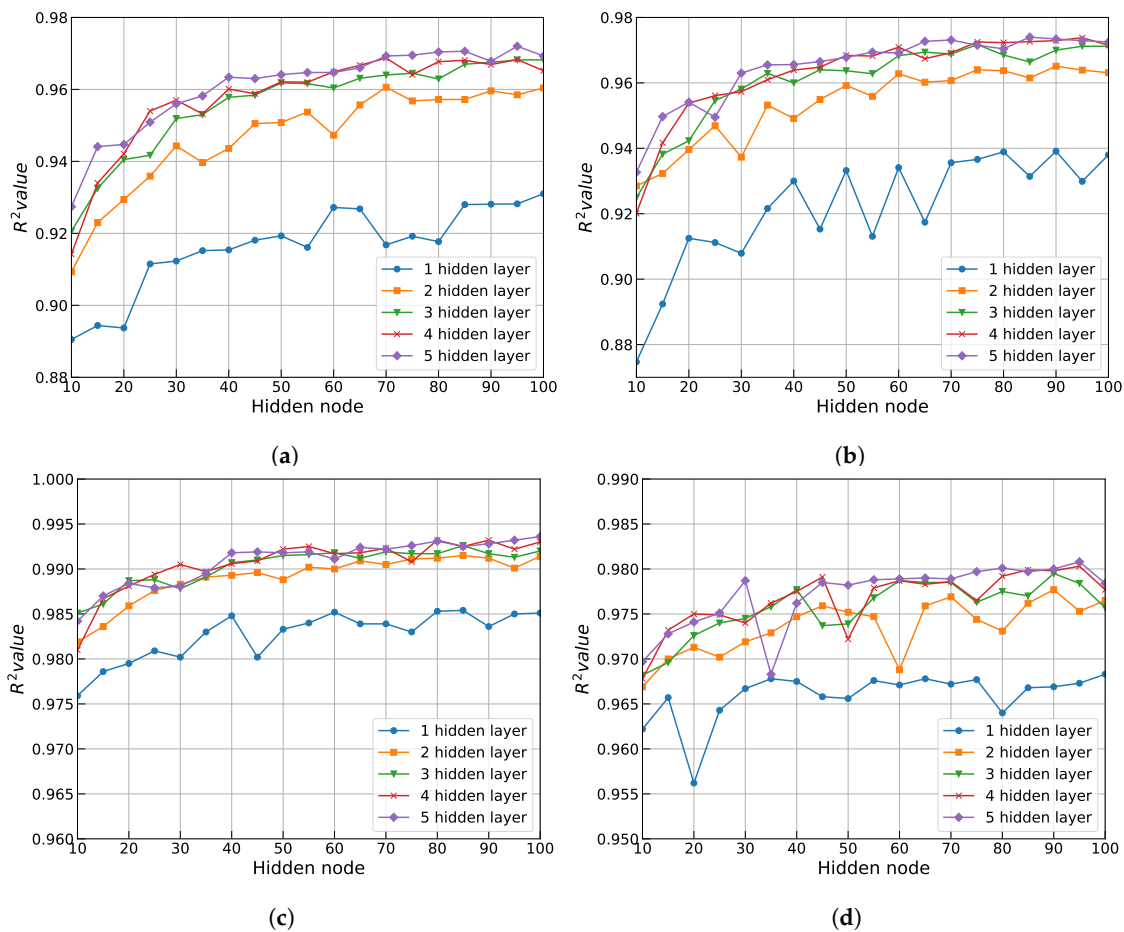 0.98
0.96
0.94
0.92
0.90
0.88
R² value
10 20 30 40 50 60 70 80 90 100
Hidden node
1 hidden layer
2 hidden layer
3 hidden layer
4 hidden layer
5 hidden layer
(a)
0.98
0.96
0.94
0.92
0.90
0.88
R² value
10 20 30 40 50 60 70 80 90 100
Hidden node
1 hidden layer
2 hidden layer
3 hidden layer
4 hidden layer
5 hidden layer
(b)
1.000
0.995
0.990
0.985
0.980
0.975
0.970
0.965
0.960
R² value
10 20 30 40 50 60 70 80 90 100
Hidden node
1 hidden layer
2 hidden layer
3 hidden layer
4 hidden layer
5 hidden layer
(c)
0.990
0.985
0.980
0.975
0.970
0.965
0.960
0.955
0.950
R² value
10 20 30 40 50 60 70 80 90 100
Hidden node
1 hidden layer
2 hidden layer
3 hidden layer
4 hidden layer
5 hidden layer
(d)